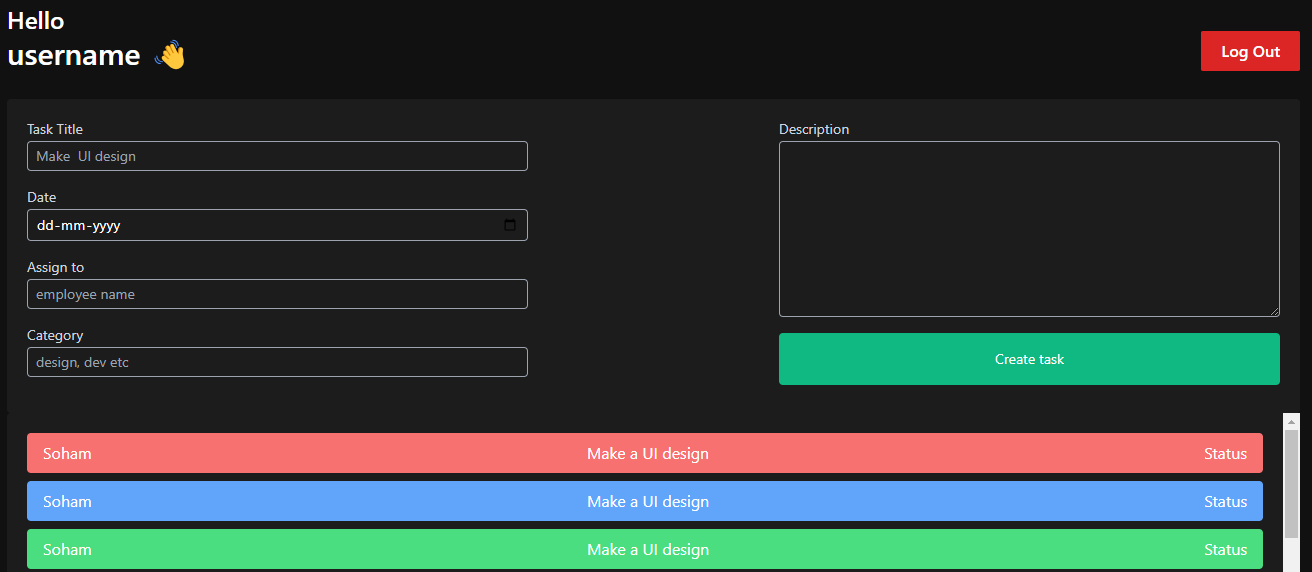 Hello
username 👋
Log Out
Task Title
Make  UI design
Date
dd-mm-yyyy
Assign to
employee name
Category
design, dev etc
Description
Create task
Soham Make a UI design Status
Soham Make a UI design Status
Soham Make a UI design Status